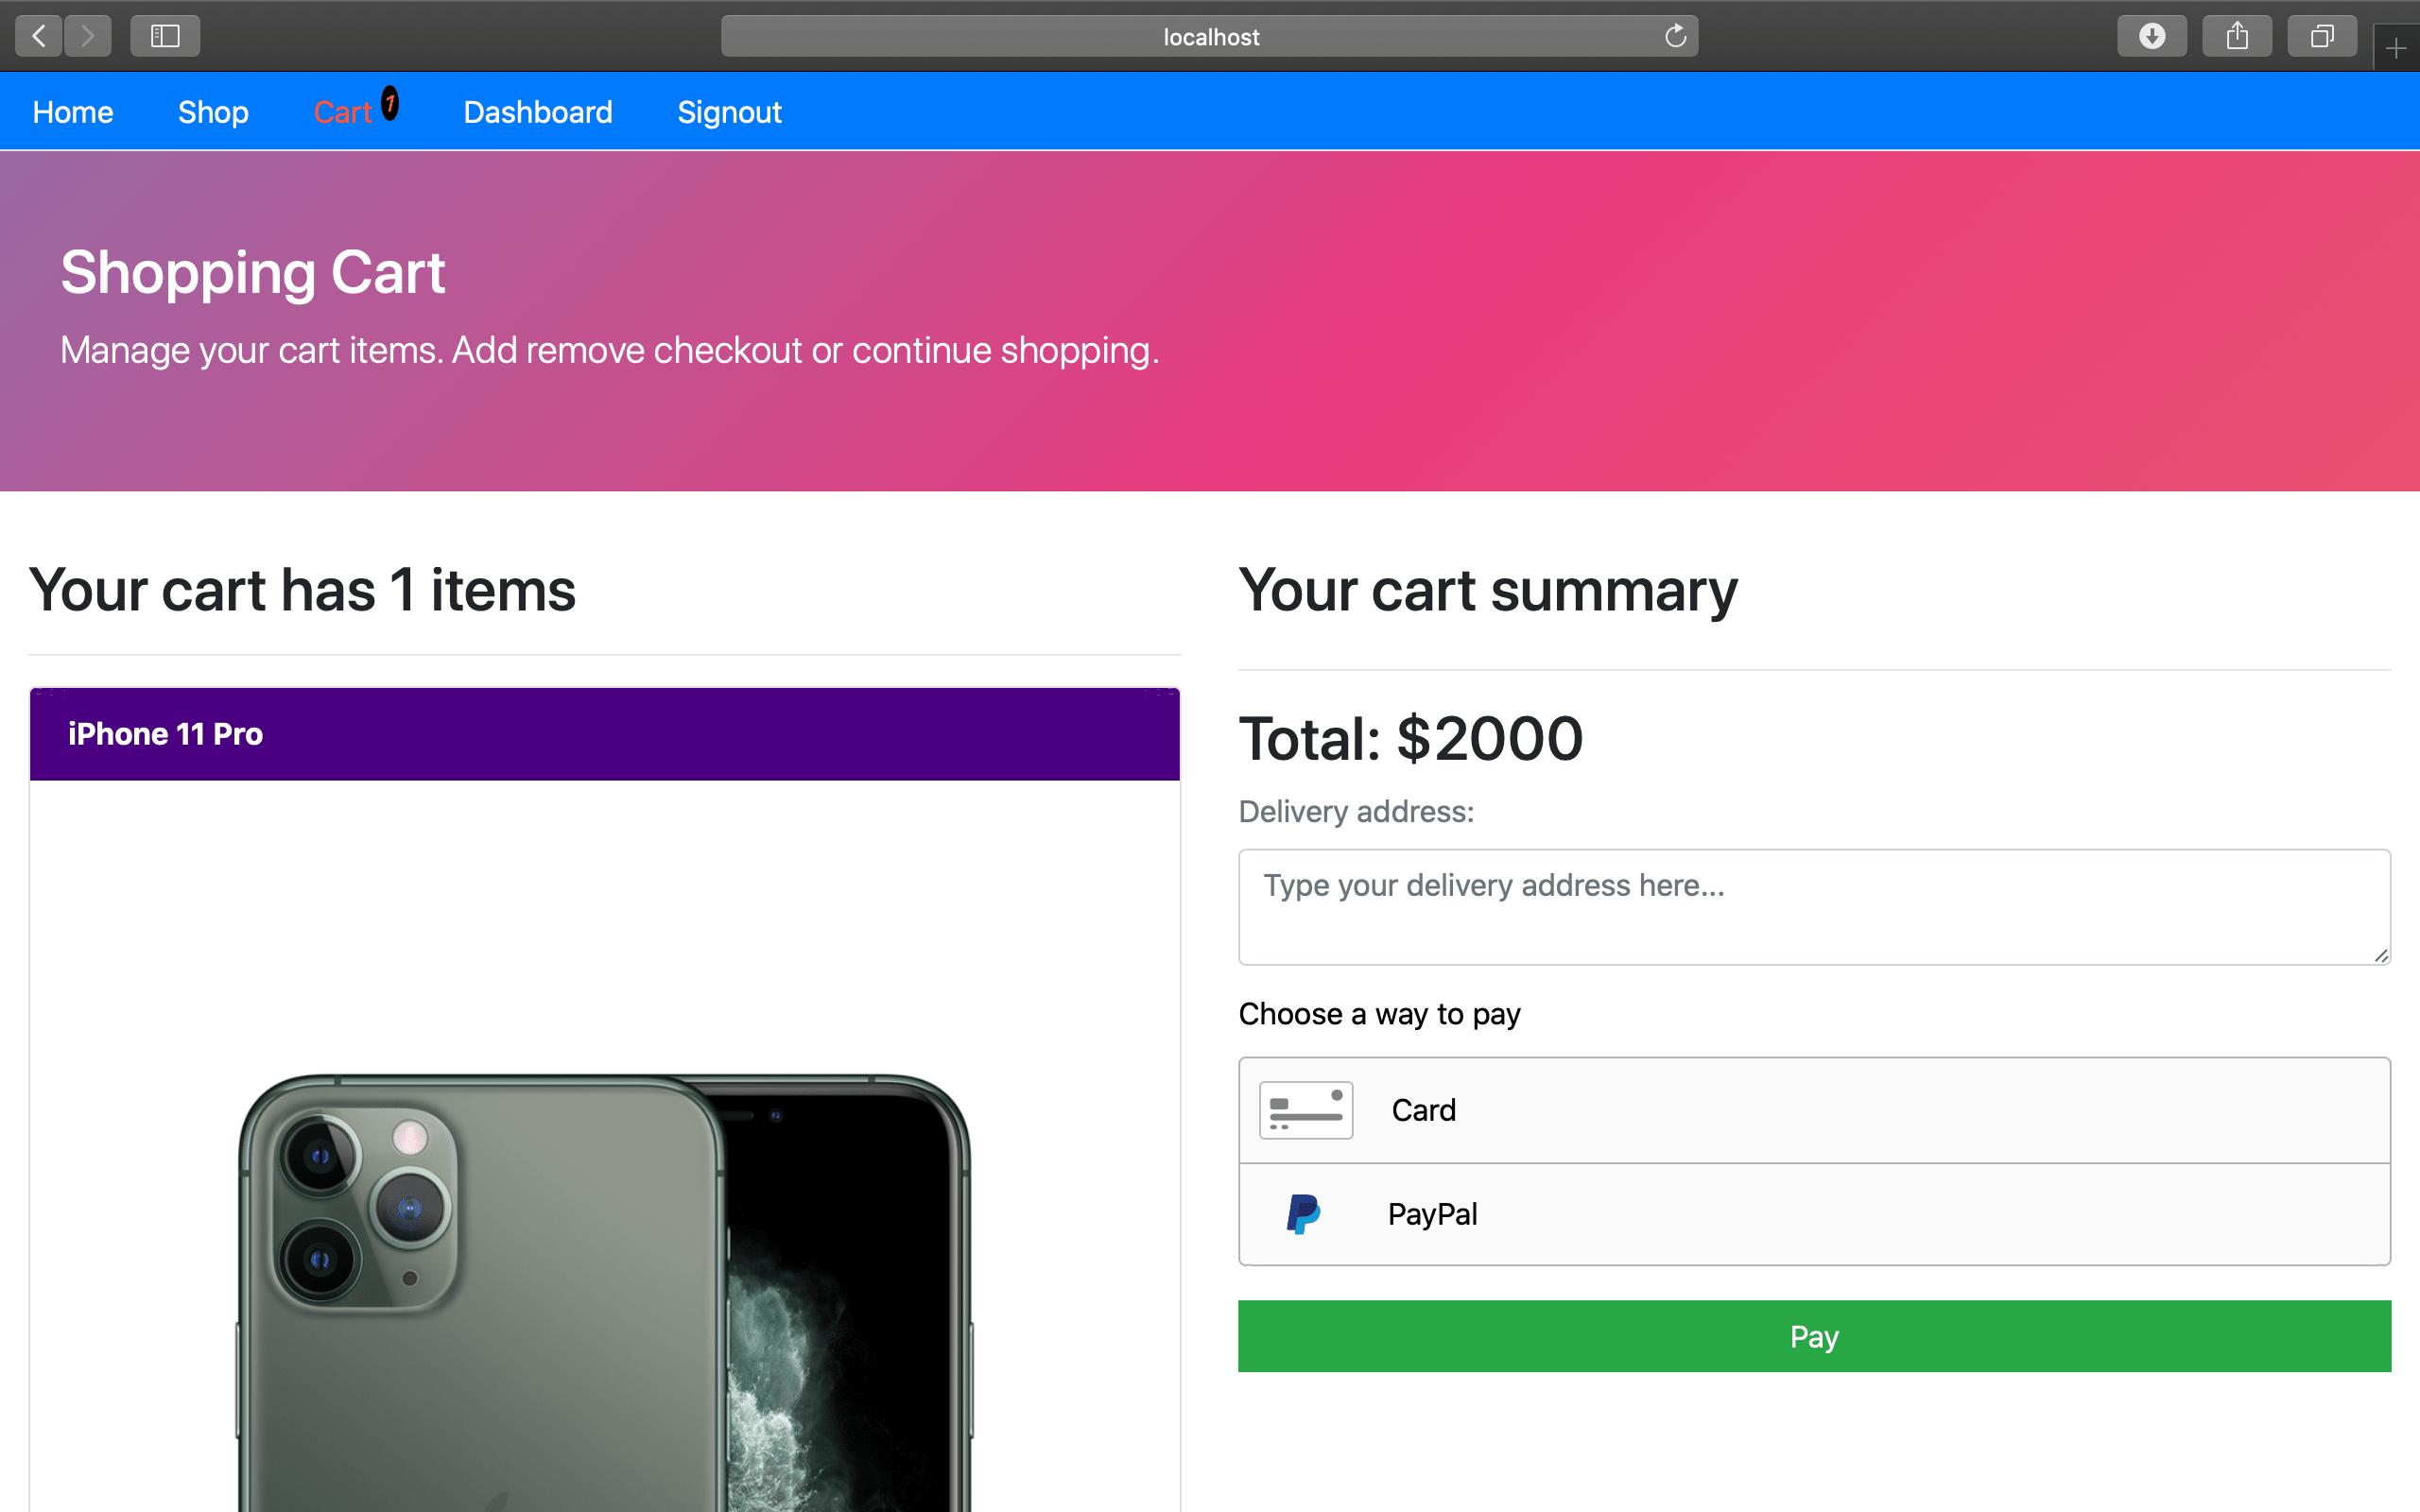 localhost
Home Shop Cart 1 Dashboard Signout
Shopping Cart
Manage your cart items. Add remove checkout or continue shopping.
Your cart has 1 items
iPhone 11 Pro
Your cart summary
Total: $2000
Delivery address:
Type your delivery address here...
Choose a way to pay
Card
PayPal
Pay